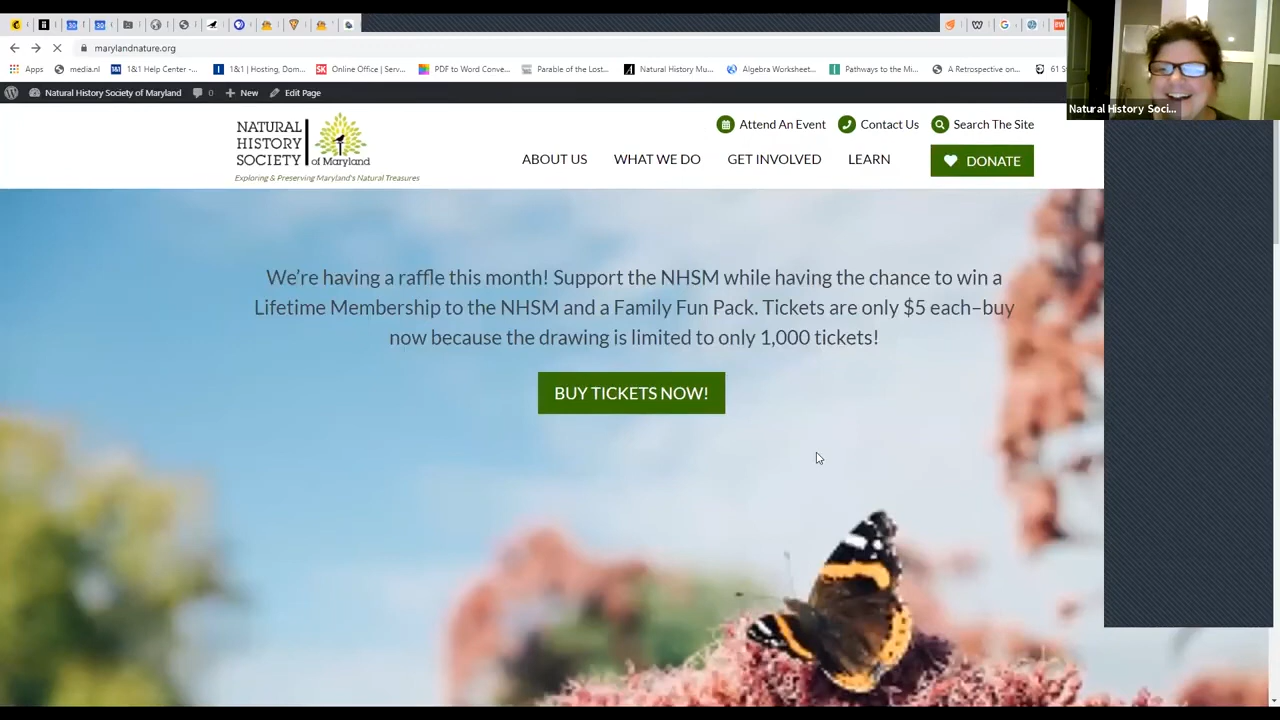 marylandnature.org
Apps
media.nl
1&1 Help Center -...
1&1 | Hosting, Dom...
Online Office | Serv...
PDF to Word Conve...
Parable of the Lost...
Natural History Mu...
Algebra Worksheet...
Pathways to the Mi...
A Retrospective on...
61 S
Natural History Soci...
Natural History Society of Maryland
0
New
Edit Page
NATURAL
HISTORY
SOCIETY
of Maryland
Exploring & Preserving Maryland's Natural Treasures
Attend An Event
Contact Us
Search The Site
ABOUT US
WHAT WE DO
GET INVOLVED
LEARN
DONATE
We're having a raffle this month! Support the NHSM while having the chance to win a
Lifetime Membership to the NHSM and a Family Fun Pack. Tickets are only $5 each–buy
now because the drawing is limited to only 1,000 tickets!
BUY TICKETS NOW!